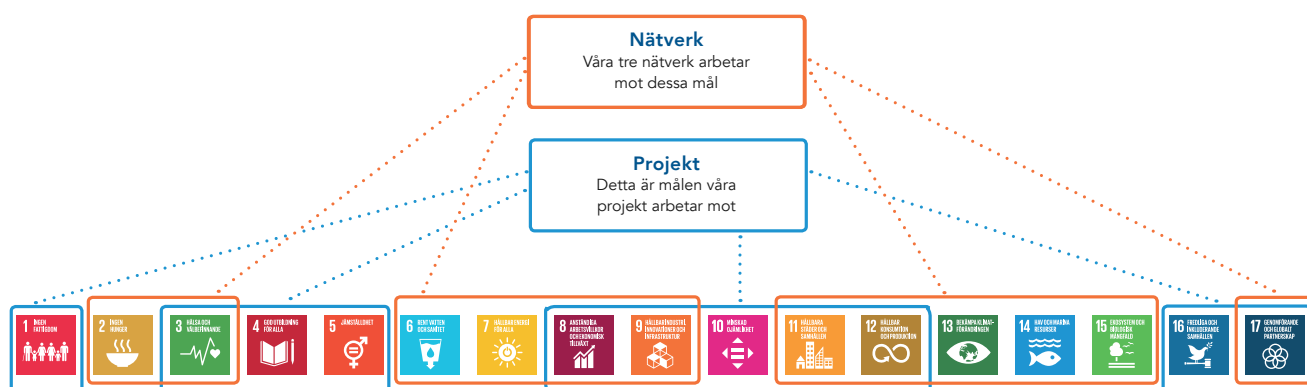 Nätverk
Våra tre nätverk arbetar
mot dessa mål
Projekt
Detta är målen våra
projekt arbetar mot
1 INGEN
FATTIGDOM
2 INGEN
HUNGER
3 HÄLSA OCH
VÄLBEFINNANDE
4 GOD UTBILDNING
FÖR ALLA
5 JÄMSTÄLLDHET
6 RENT VATTEN
OCH SANITET
7 HÅLLBAR ENERGI
FÖR ALLA
8 ANSTÄNDIGA
ARBETSVILLKOR
OCH EKONOMISK
TILLVÄXT
9 HÅLLBAR INDUSTRI,
INNOVATIONER OCH
INFRASTRUKTUR
10 MINSKAD
OJÄMLIKHET
11 HÅLLBARA
STÄDER OCH
SAMHÄLLEN
12 HÅLLBAR
KONSUMTION
OCH PRODUKTION
13 BEKÄMPA KLIMAT-
FÖRÄNDRINGEN
14 HAV OCH MARINA
RESURSER
15 EKOSYSTEM OCH
BIOLOGISK
MÅNGFALD
16 FREDLIGA OCH
INKLUDERANDE
SAMHÄLLEN
17 GENOMFÖRANDE
OCH GLOBALT
PARTNERSKAP